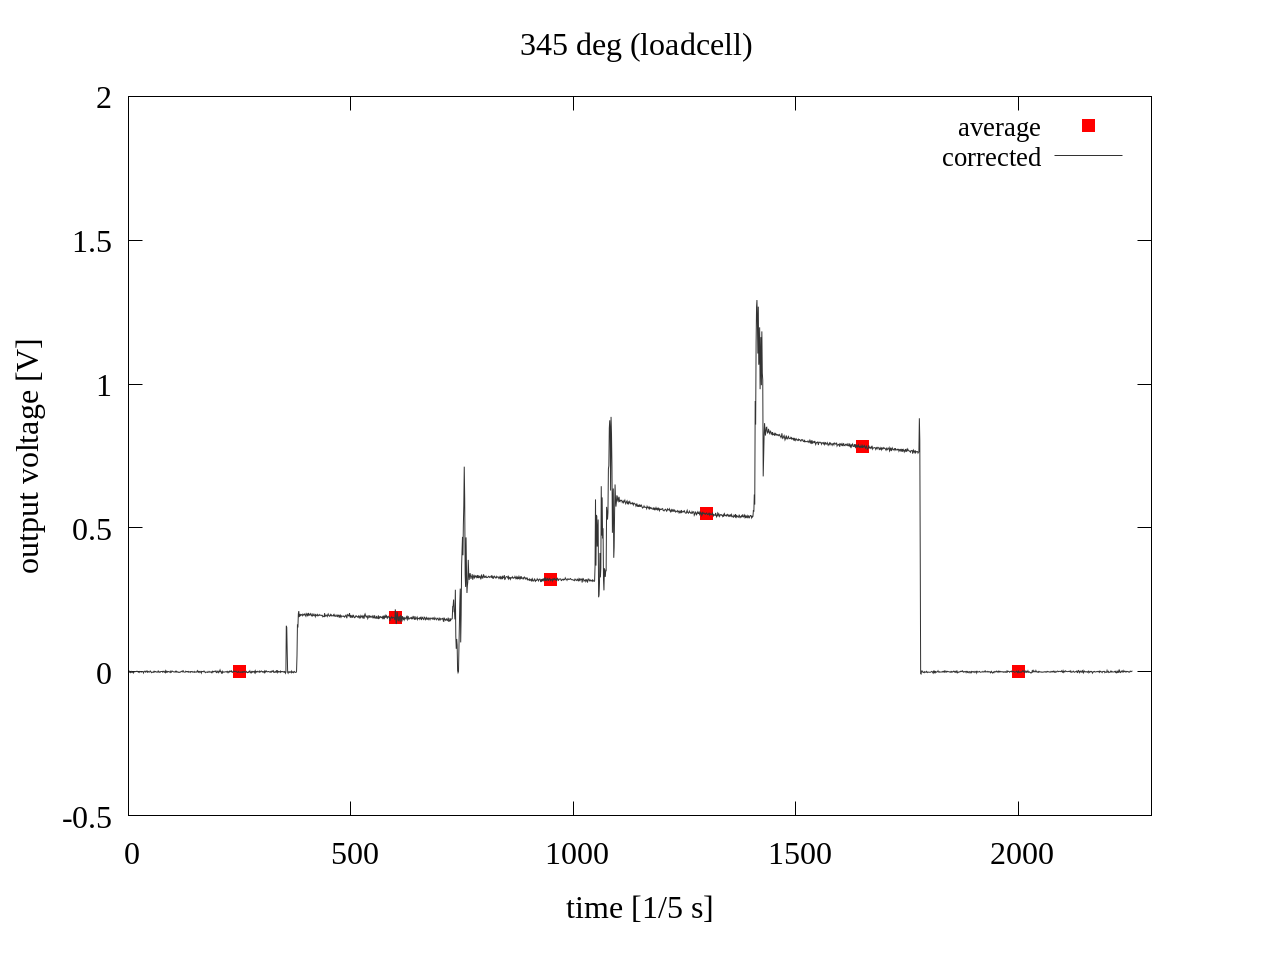 345 deg (loadcell)
average
corrected
2
1.5
1
0.5
0
-0.5
output voltage [V]
0 500 1000 1500 2000
time [1/5 s]